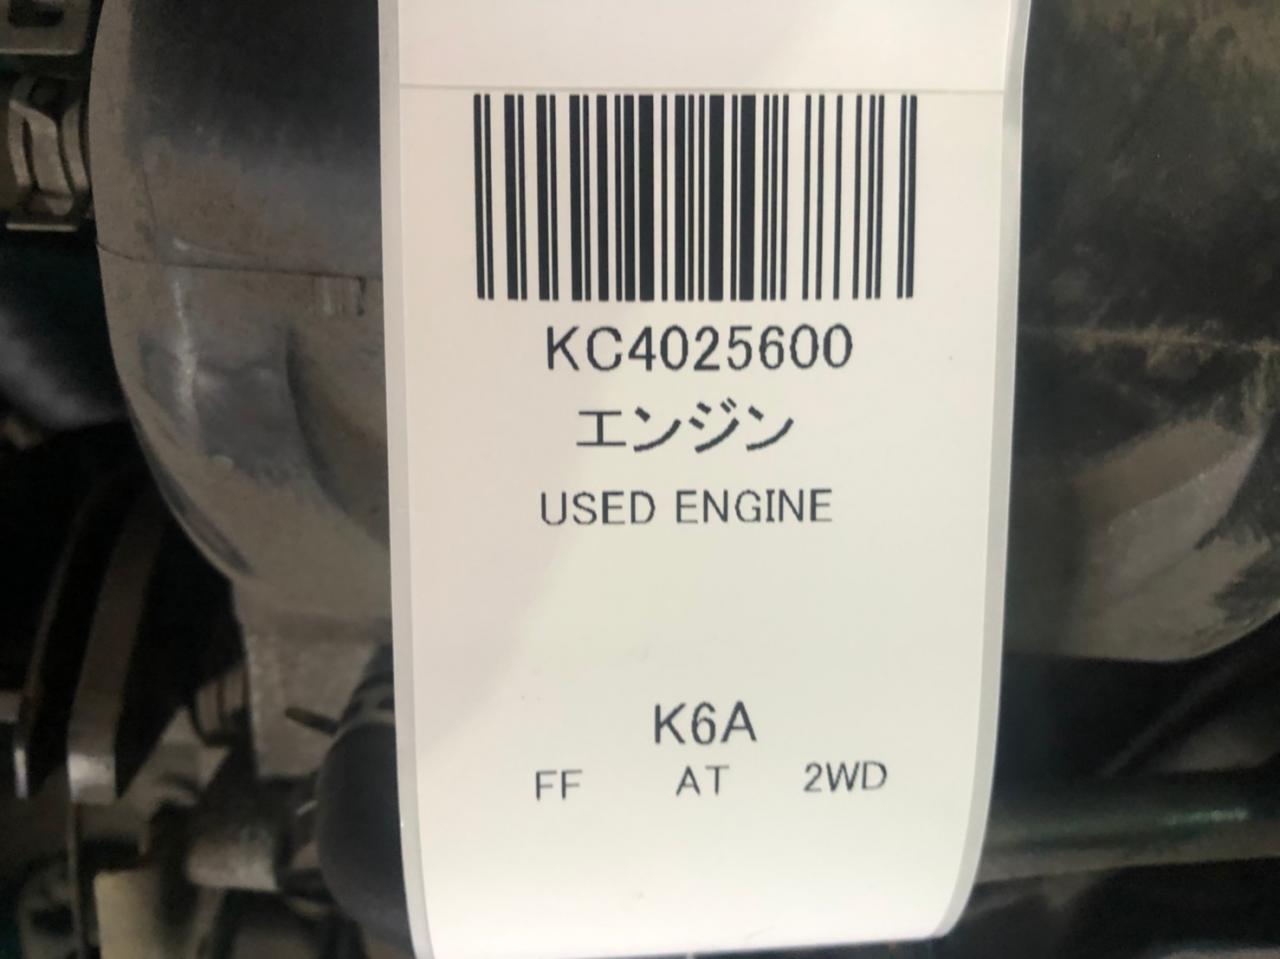 KC4025600
エンジン
USED ENGINE
K6A
FF AT 2WD